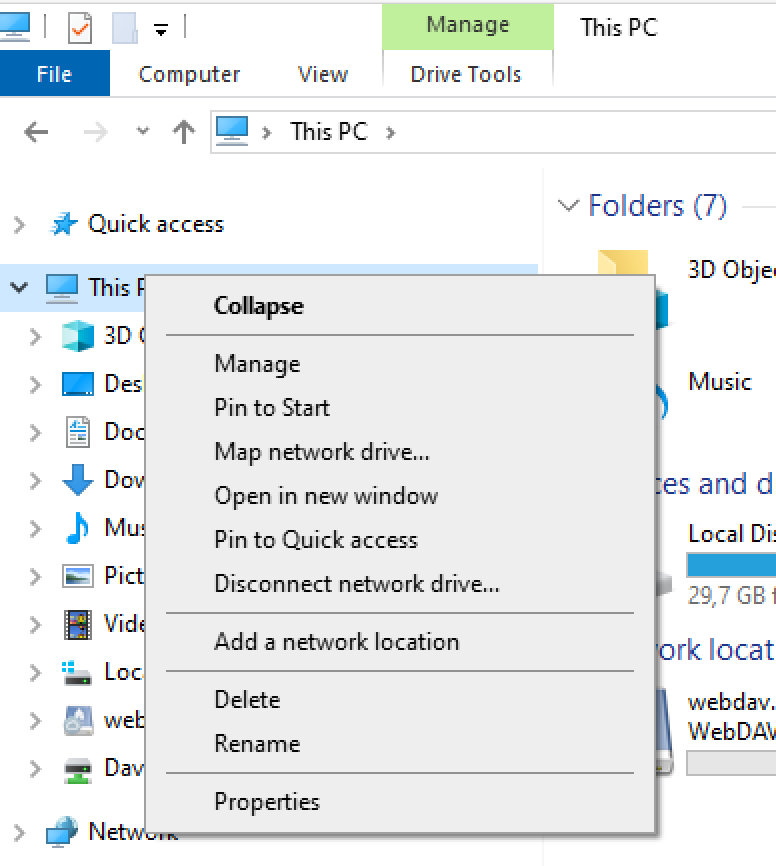 Manage
This PC
File
Computer
View
Drive Tools
This PC
Quick access
This P
3D O
Des
Doc
Dow
Mus
Pict
Vide
Loc
web
Dav
Network
Collapse
Manage
Pin to Start
Map network drive...
Open in new window
Pin to Quick access
Disconnect network drive...
Add a network location
Delete
Rename
Properties
Folders (7)
3D Obje
Music
ces and d
Local Dis
29,7 GB f
ork locat
webdav.
WebDAV